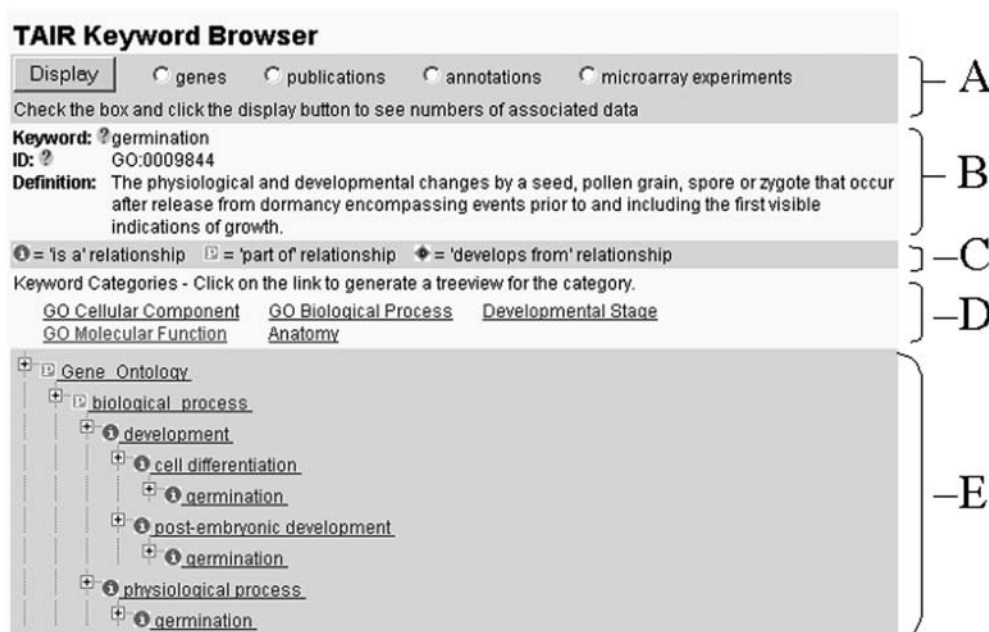 TAIR Keyword Browser
Display genes publications annotations microarray experiments
A
Check the box and click the display button to see numbers of associated data
Keyword: ? germination
ID: ? GO:0009844
B
Definition: The physiological and developmental changes by a seed, pollen grain, spore or zygote that occur
after release from dormancy encompassing events prior to and including the first visible
indications of growth.
i = 'is a' relationship P = 'part of' relationship = 'develops from' relationship
C
Keyword Categories - Click on the link to generate a treeview for the category.
GO Cellular Component GO Biological Process Developmental Stage
D
GO Molecular Function Anatomy
P Gene_Ontology
P biological_process
i development
i cell differentiation
i germination
E
i post-embryonic development
i germination
i physiological process
i germination